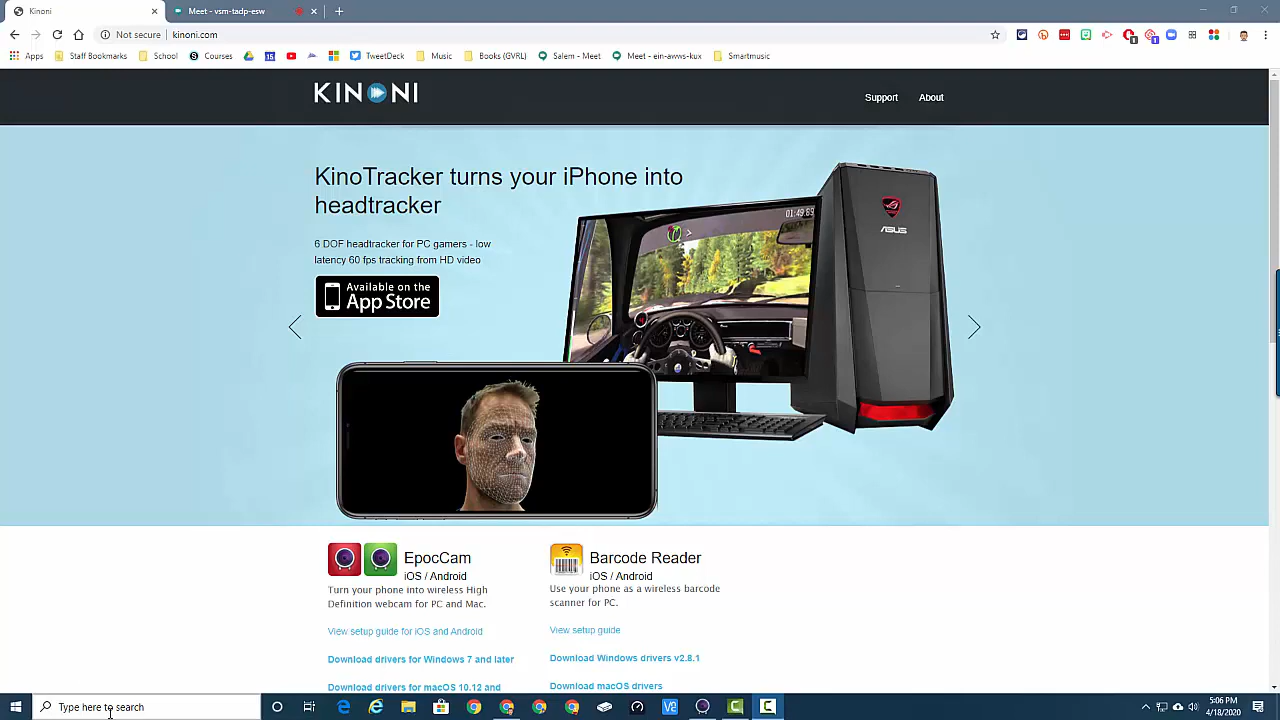 Kinoni
Meet - vsm-tadp-esw
Not secure
kinoni.com
Apps
Staff Bookmarks
School
Courses
15
TweetDeck
Music
Books (GVRL)
Salem - Meet
Meet - ein-awws-kux
Smartmusic
KINONI
Support
About
KinoTracker turns your iPhone into
headtracker
6 DOF headtracker for PC gamers - low
latency 60 fps tracking from HD video
Available on the
App Store
ASUS
EpocCam
iOS / Android
Turn your phone into wireless High
Definition webcam for PC and Mac.
View setup guide for iOS and Android
Download drivers for Windows 7 and later
Download drivers for macOS 10.12 and
Barcode Reader
iOS / Android
Use your phone as a wireless barcode
scanner for PC.
View setup guide
Download Windows drivers v2.8.1
Download macOS drivers
Type here to search
5:06 PM
4/18/2020